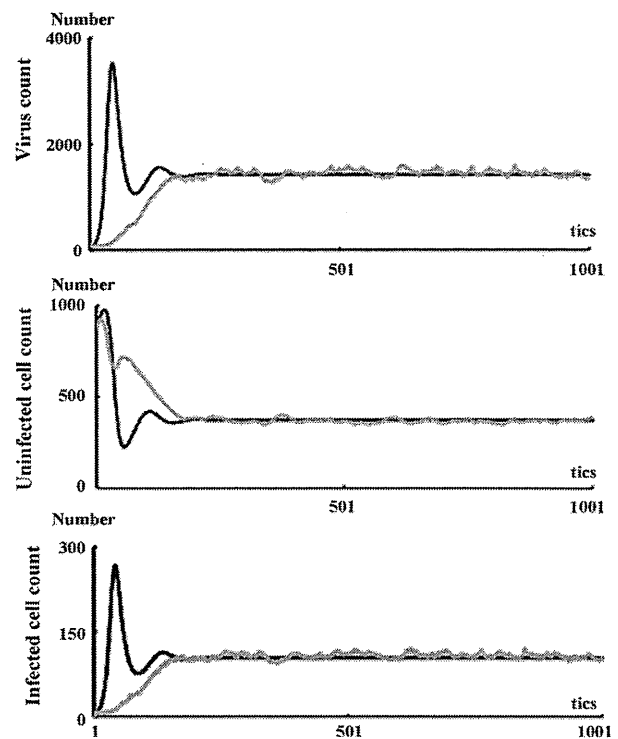 Number
4000
2000
0
Virus count
tics
501
1001
Number
1000
500
0
Uninfected cell count
tics
501
1001
Number
300
150
0
Infected cell count
tics
1
501
1001